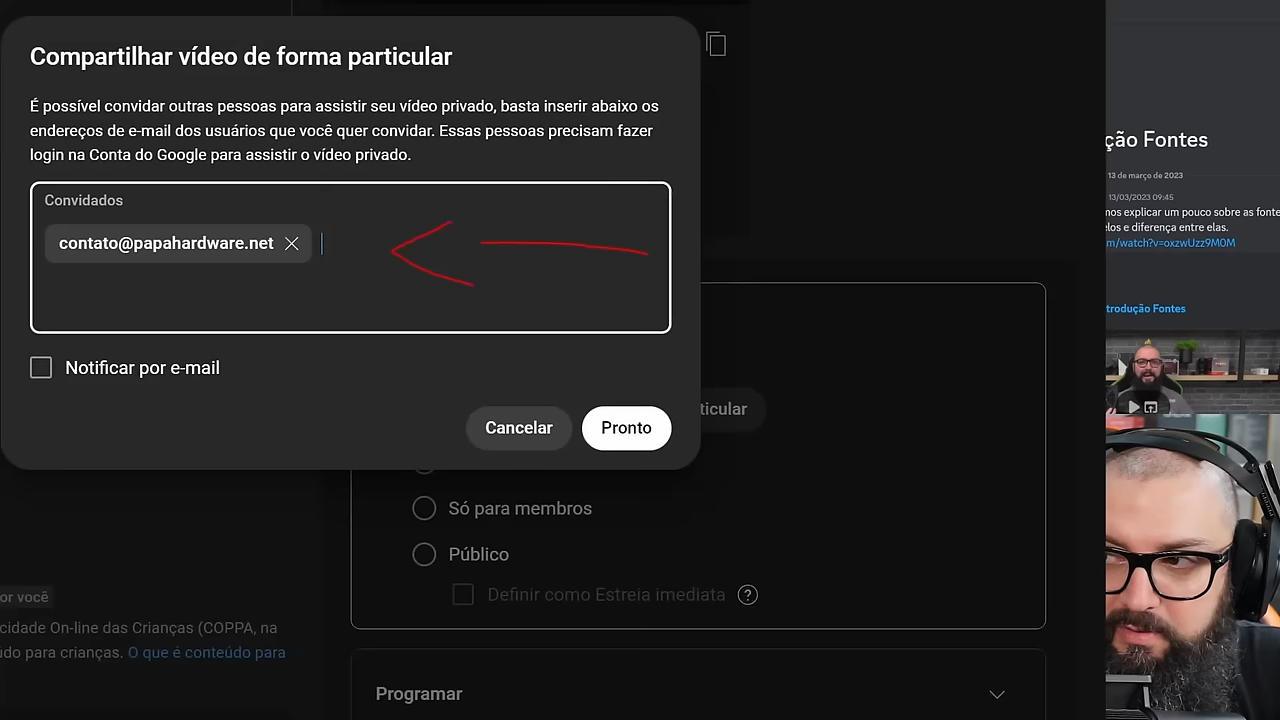 Compartilhar vídeo de forma particular
É possível convidar outras pessoas para assistir seu vídeo privado, basta inserir abaixo os
endereços de e-mail dos usuários que você quer convidar. Essas pessoas precisam fazer
login na Conta do Google para assistir o vídeo privado.
Convidados
contato@papahardware.net
Notificar por e-mail
Cancelar
Pronto
ticular
Só para membros
Público
Definir como Estreia imediata
or você
cidade On-line das Crianças (COPPA, na
údo para crianças. O que é conteúdo para
Programar
ção Fontes
13 de março de 2023
13/03/2023 09:45
mos explicar um pouco sobre as fonte
los e diferença entre elas.
m/watch?v=oxzwUzz9M0M
trodução Fontes